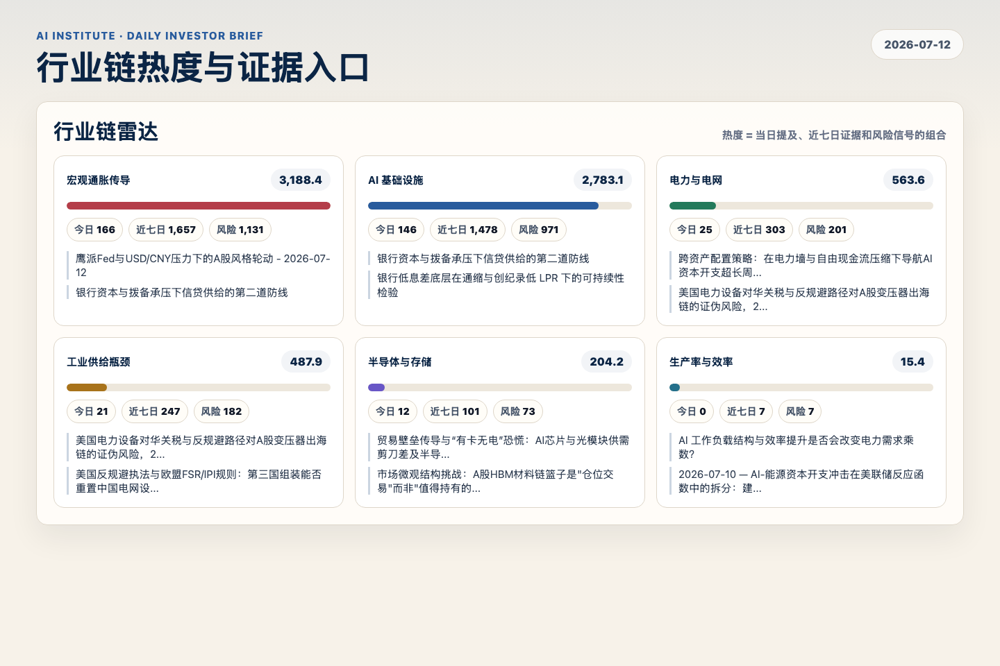 AI INSTITUTE · DAILY INVESTOR BRIEF
行业链热度与证据入口
2026-07-12
行业链雷达
热度 = 当日提及、近七日证据和风险信号的组合
宏观通胀传导
3,188.4
今日 166
近七日 1,657
风险 1,131
鹰派Fed与USD/CNY压力下的A股风格轮动 - 2026-07-
12
银行资本与拨备承压下信贷供给的第二道防线
AI 基础设施
2,783.1
今日 146
近七日 1,478
风险 971
银行资本与拨备承压下信贷供给的第二道防线
银行低息差底层在通缩与创纪录低 LPR 下的可持续性
检验
电力与电网
563.6
今日 25
近七日 303
风险 201
跨资产配置策略：在电力墙与自由现金流压缩下导航AI
资本开支超长周...
美国电力设备对华关税与反规避路径对A股变压器出海
链的证伪风险，2...
工业供给瓶颈
487.9
今日 21
近七日 247
风险 182
美国电力设备对华关税与反规避路径对A股变压器出海
链的证伪风险，2...
美国反规避执法与欧盟FSR/IPI规则：第三国组装能否
重置中国电网设...
半导体与存储
204.2
今日 12
近七日 101
风险 73
贸易壁垒传导与“有卡无电”恐慌：AI芯片与光模块供需
剪刀差及半导...
市场微观结构挑战：A股HBM材料链篮子是"仓位交
易"而非"值得持有的...
生产率与效率
15.4
今日 0
近七日 7
风险 7
AI 工作负载结构与效率提升是否会改变电力需求乘
数?
2026-07-10 — AI-能源资本开支冲击在美联储反应函
数中的拆分：建...